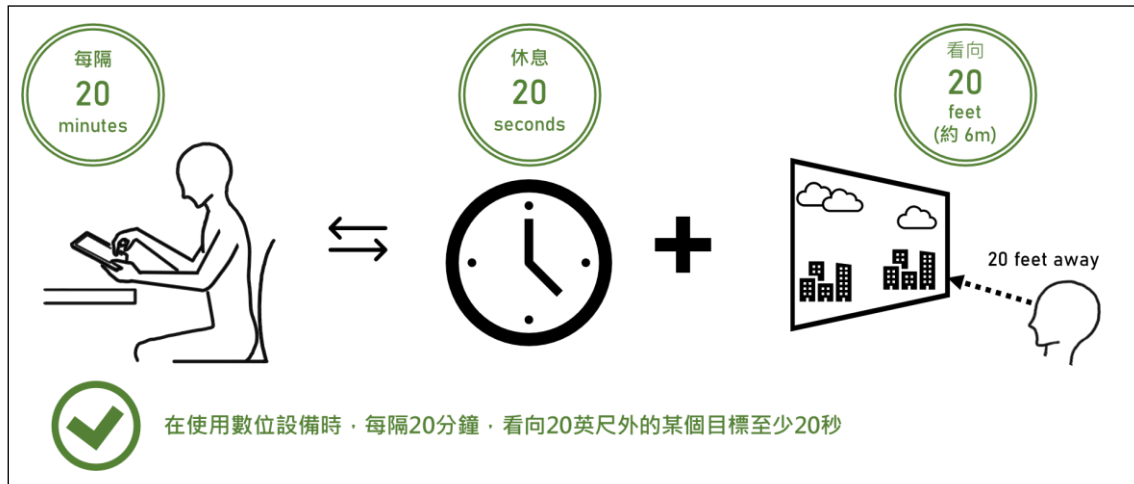 每隔
20
minutes
休息
20
seconds
看向
20
feet
(約 6m)
20 feet away
在使用數位設備時，每隔20分鐘，看向20英尺外的某個目標至少20秒